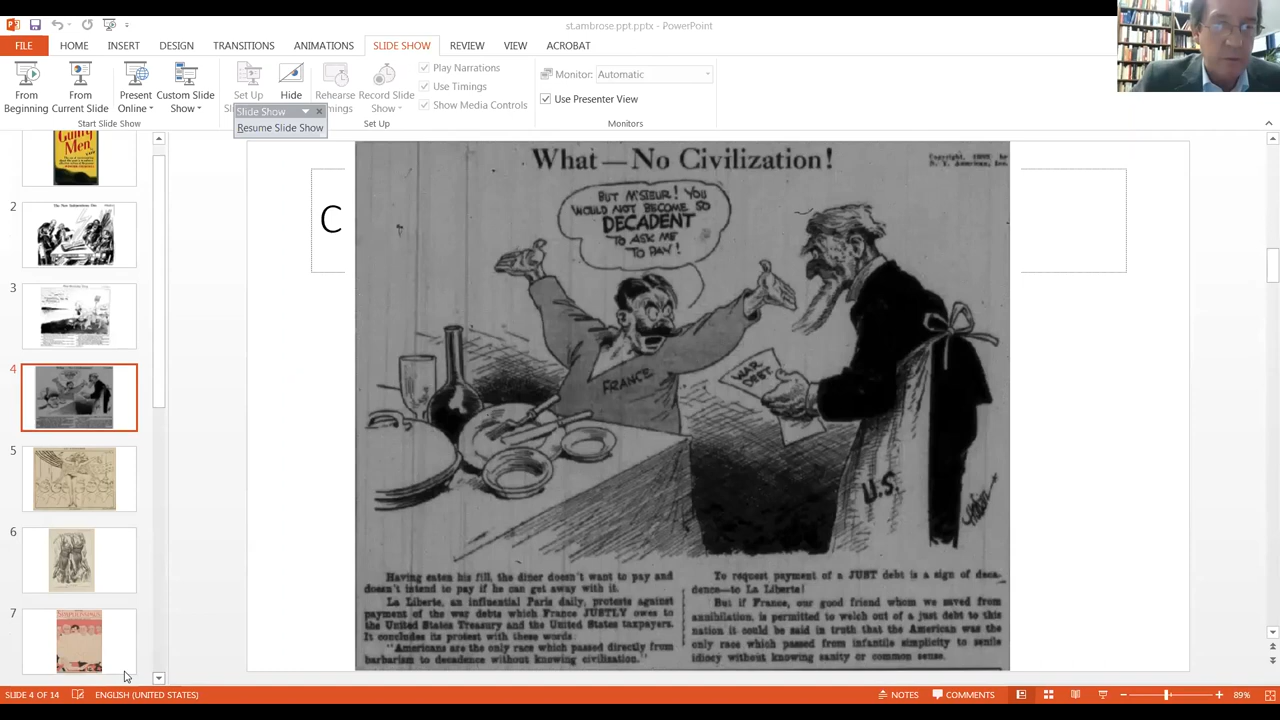 st.ambrose.ppt.pptx - PowerPoint
FILE
HOME
INSERT
DESIGN
TRANSITIONS
ANIMATIONS
SLIDE SHOW
REVIEW
VIEW
ACROBAT
From Beginning
From Current Slide
Present Online
Custom Slide Show
Set Up
Hide
Rehearse
Record Slide Show
Play Narrations
Use Timings
Show Media Controls
Monitor:
Automatic
Use Presenter View
Start Slide Show
Set Up
Monitors
Slide Show
Resume Slide Show
Guilty
Men
2
3
4
5
6
7
C
What—No Civilization!
BUT M'SIEUR! YOU
WOULD NOT BECOME SO
DECADENT
TO ASK ME
TO PAY!
FRANCE
WAR
DEBT
U.S.
Having eaten his fill, the diner doesn't want to pay and
doesn't intend to pay if he can get away with it.
La Liberte, an influential Paris daily, protests against
payment of the war debts which France JUSTLY owes to
the United States Treasury and the United States taxpayers.
It concludes its protest with these words:
"Americans are the only race which passed directly from
barbarism to decadence without knowing civilization."
To request payment of a JUST debt is a sign of deca-
dence—to La Liberte!
But if France, our good friend whom we saved from
annihilation, is permitted to welch out of a just debt to this
nation it could be said in truth that the American was the
only race which passed from infantile simplicity to senile
idiocy without knowing sanity or common sense.
SLIDE 4 OF 14
ENGLISH (UNITED STATES)
NOTES
COMMENTS
89%